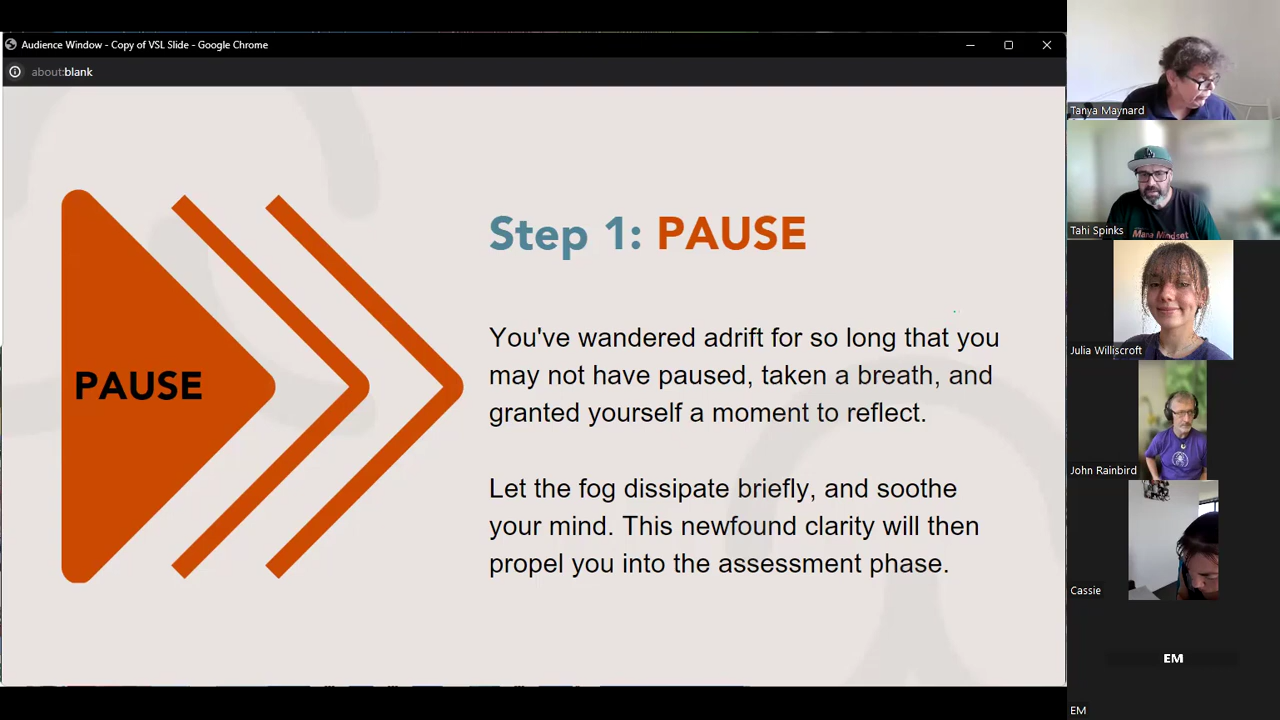 Audience Window - Copy of VSL Slide - Google Chrome
about:blank
PAUSE
Step 1: PAUSE
You've wandered adrift for so long that you
may not have paused, taken a breath, and
granted yourself a moment to reflect.
Let the fog dissipate briefly, and soothe
your mind. This newfound clarity will then
propel you into the assessment phase.
Tanya Maynard
Mana Mindset
Tahi Spinks
Julia Williscroft
John Rainbird
Cassie
EM
EM